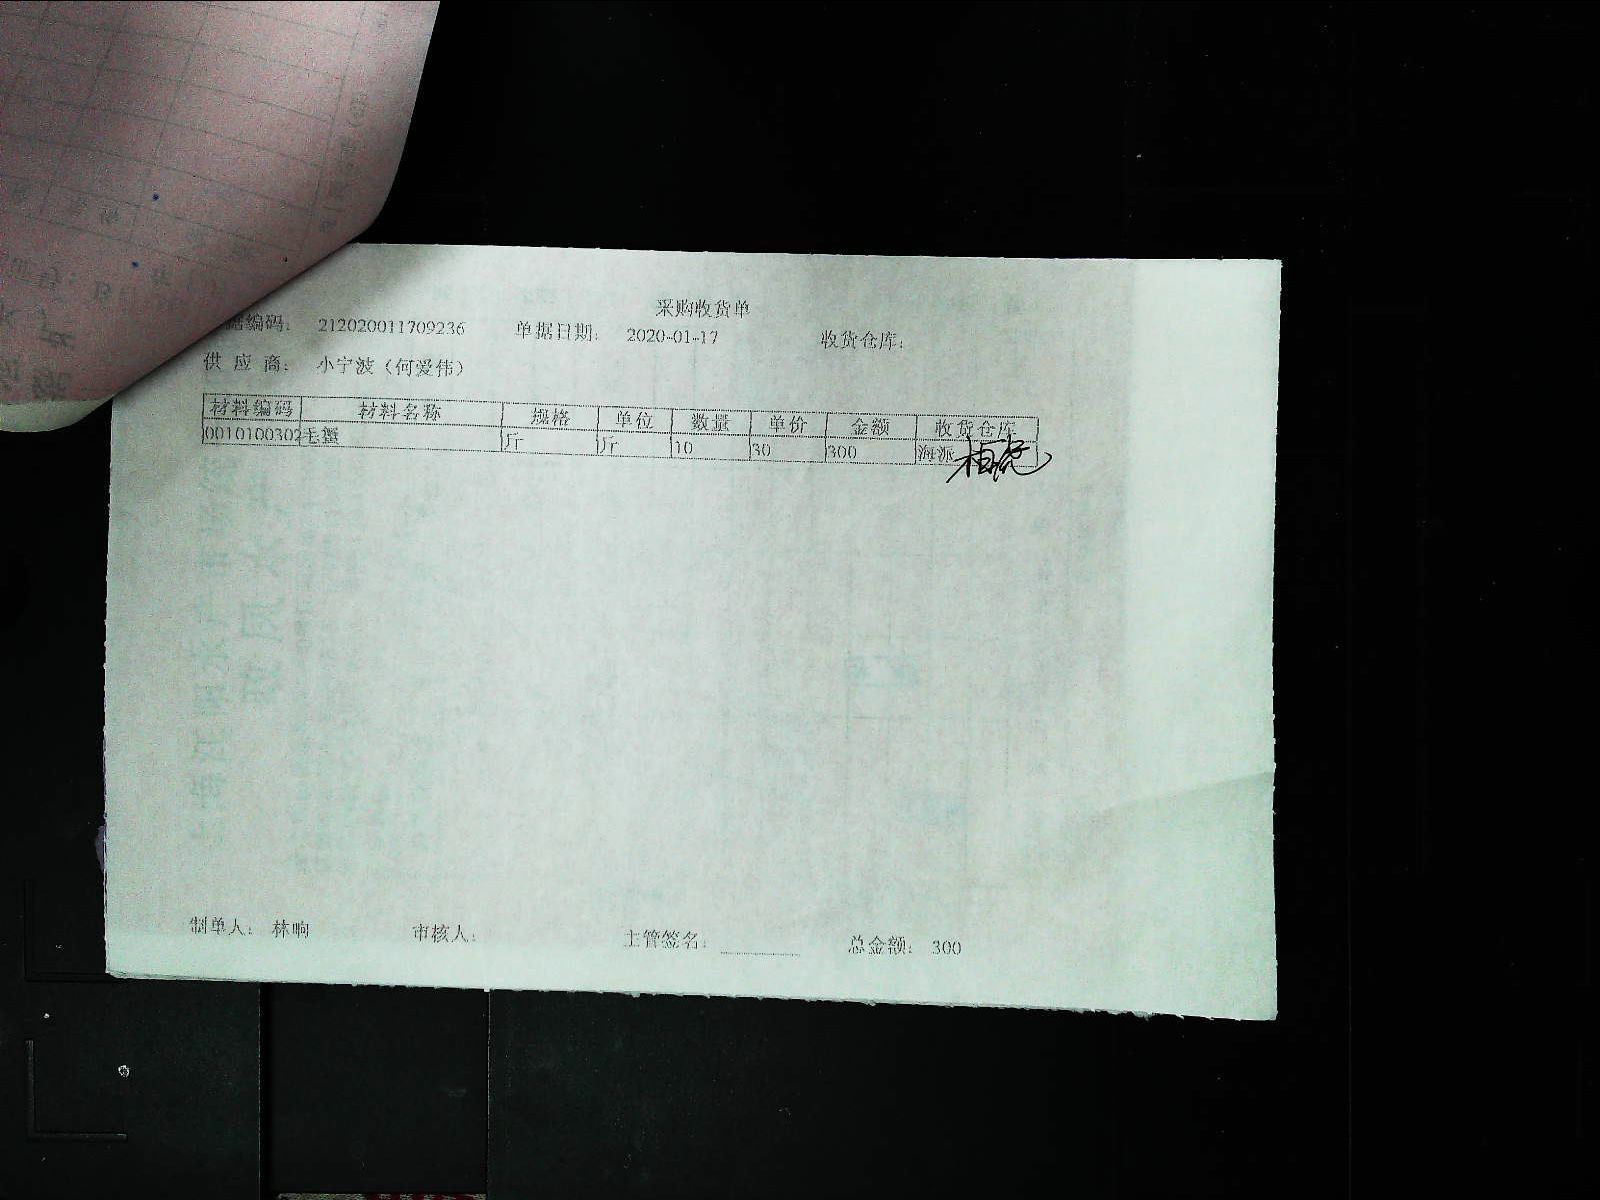 采购收货单
据编码： 212020011709236 单据日期： 2020-01-17 收货仓库：
供 应 商： 小宁波（何爱伟）
材料编码 材料名称 规格 单位 数量 单价 金额 收货仓库
0010100302 毛蟹 斤 斤 10 30 300 海派
制单人： 林响 审核人： 主管签名： 总金额： 300